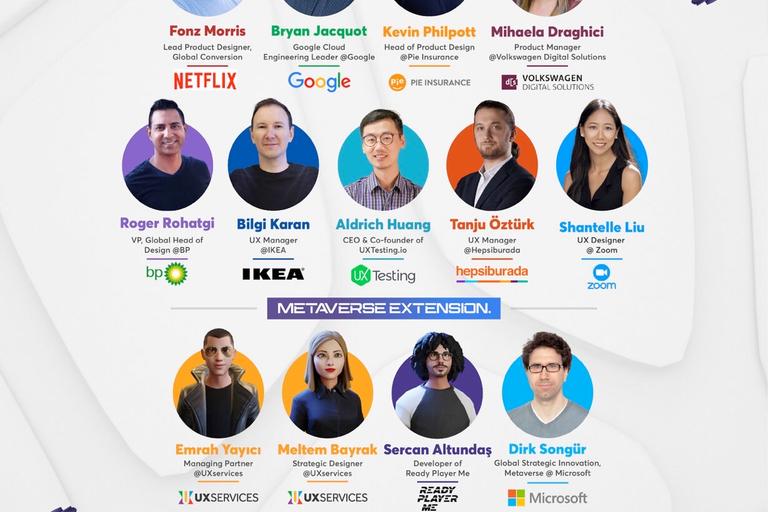 Fonz Morris
Lead Product Designer,
Global Conversion
NETFLIX
Bryan Jacquot
Google Cloud
Engineering Leader @Google
Google
Kevin Philpott
Head of Product Design
@Pie Insurance
pie PIE INSURANCE
Mihaela Draghici
Product Manager
@Volkswagen Digital Solutions
d:s VOLKSWAGEN
DIGITAL SOLUTIONS
Roger Rohatgi
VP, Global Head of
Design @BP
bp
Bilgi Karan
UX Manager
@IKEA
IKEA
Aldrich Huang
CEO & Co-founder of
UXTesting.io
UX Testing
Tanju Öztürk
UX Manager
@Hepsiburada
hepsiburada
Shantelle Liu
UX Designer
@ Zoom
zoom
METAVERSE EXTENSION.
Emrah Yayıcı
Managing Partner
@UXservices
UXSERVICES
Meltem Bayrak
Strategic Designer
@UXservices
UXSERVICES
Sercan Altundaş
Developer of
Ready Player Me
READY
PLAYER
ME
Dirk Songür
Global Strategic Innovation,
Metaverse @ Microsoft
Microsoft